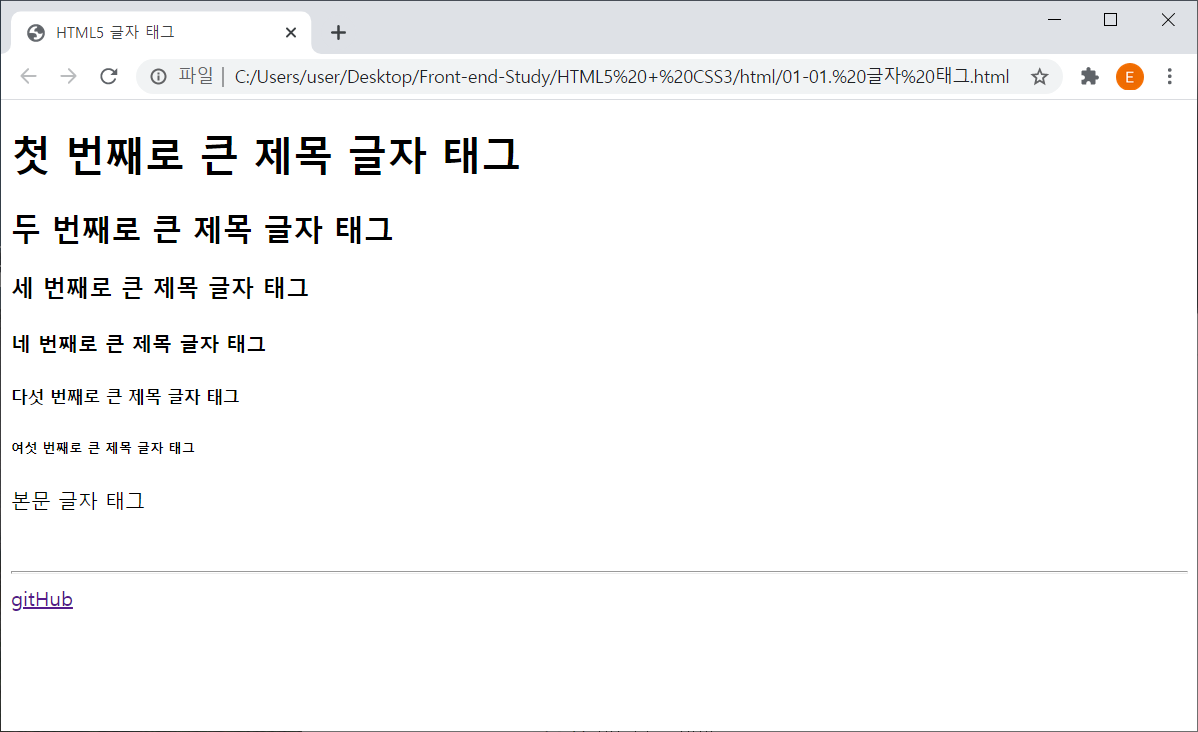 HTML5 글자 태그
파일 | C:/Users/user/Desktop/Front-end-Study/HTML5%20+%20CSS3/html/01-01.%20글자%20태그.html
E
첫 번째로 큰 제목 글자 태그
두 번째로 큰 제목 글자 태그
세 번째로 큰 제목 글자 태그
네 번째로 큰 제목 글자 태그
다섯 번째로 큰 제목 글자 태그
여섯 번째로 큰 제목 글자 태그
본문 글자 태그
gitHub